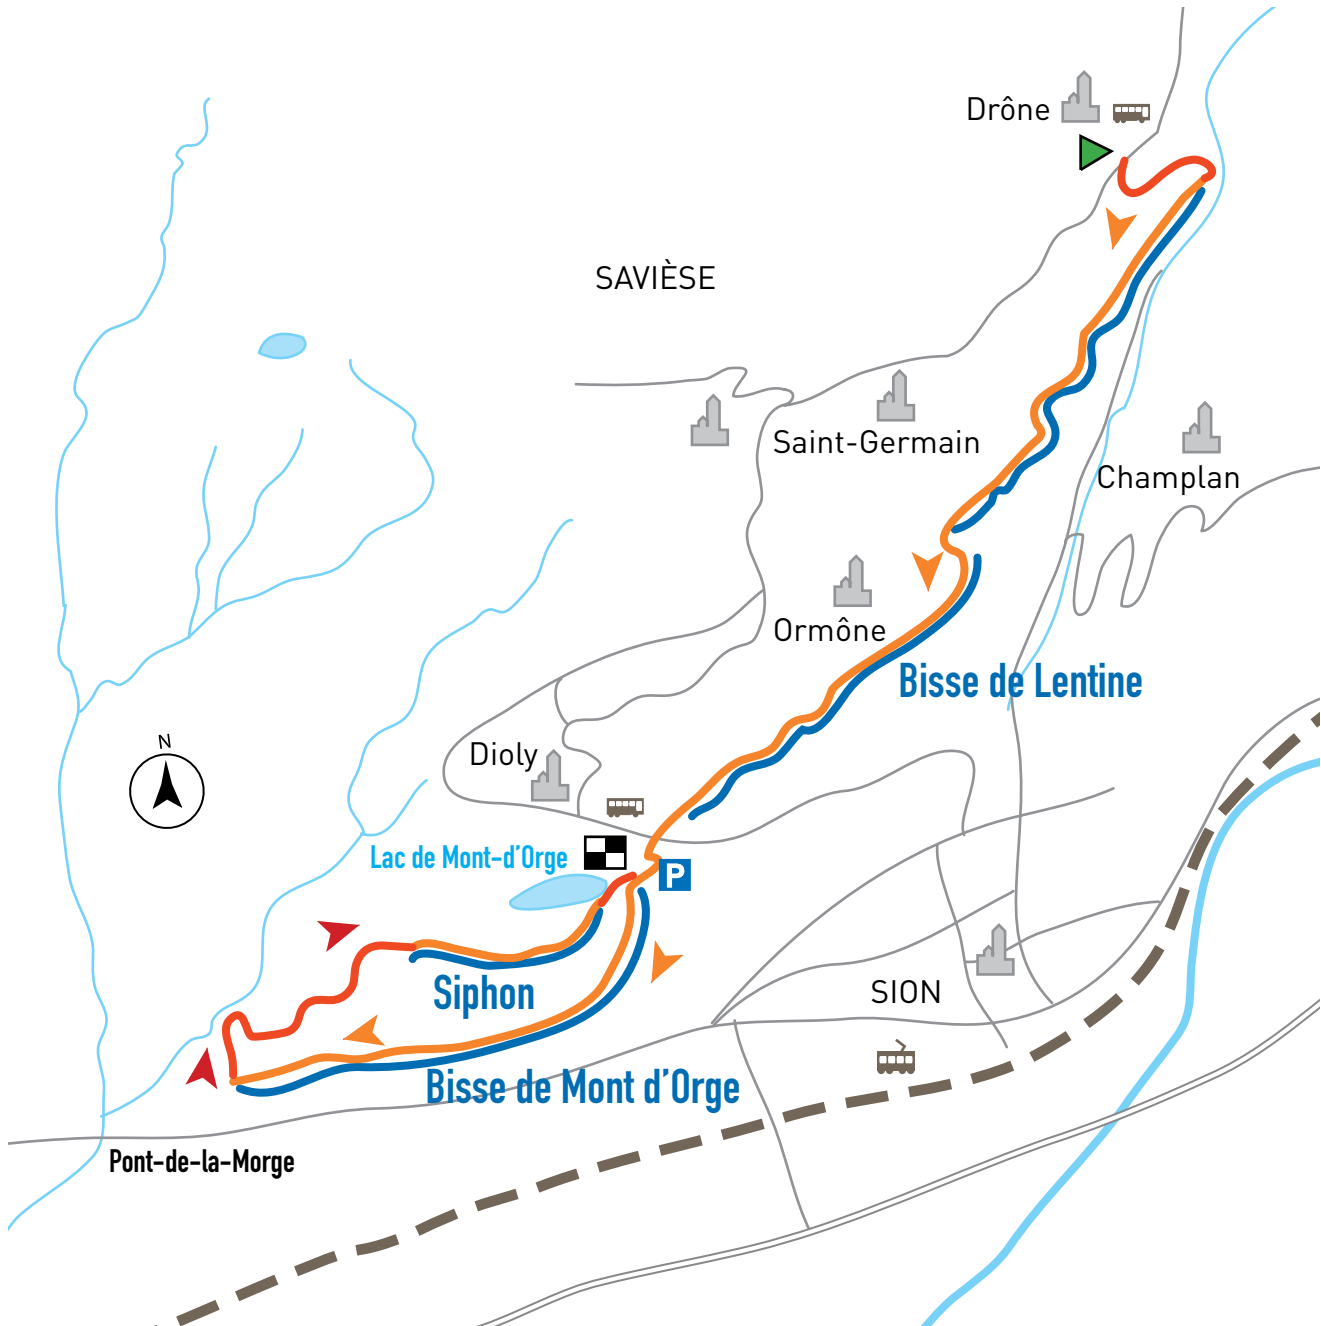 Drône
SAVIÈSE
Saint-Germain
Champlan
Ormône
Bisse de Lentine
N
Dioly
Lac de Mont-d'Orge
P
Siphon
SION
Bisse de Mont d'Orge
Pont-de-la-Morge